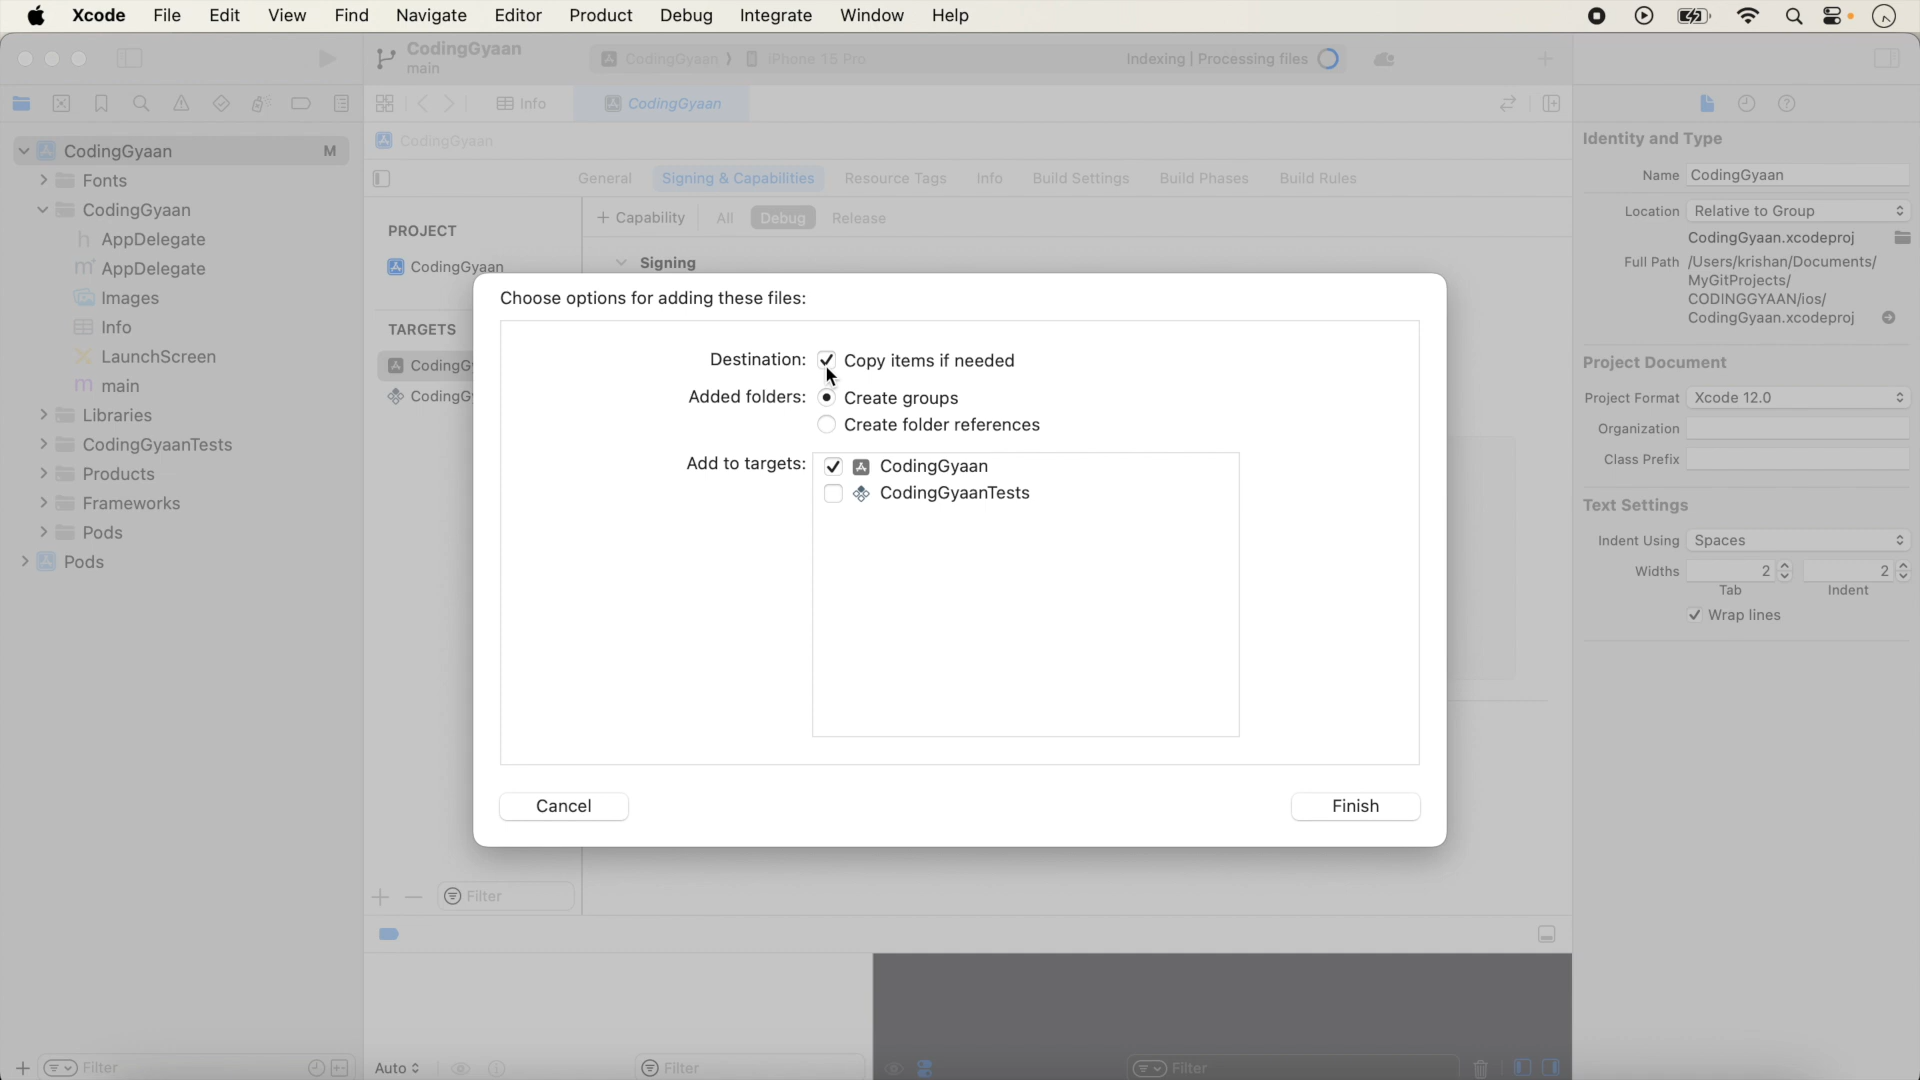 Xcode File Edit View Find Navigate Editor Product Debug Integrate Window Help
CodingGyaan
main
CodingGyaan iPhone 15 Pro Indexing | Processing files
Info CodingGyaan
CodingGyaan
General Signing & Capabilities Resource Tags Info Build Settings Build Phases Build Rules
+ Capability All Debug Release
Signing
PROJECT
CodingGyaan
TARGETS
CodingG
CodingG
CodingGyaan M
Fonts
CodingGyaan
h AppDelegate
m AppDelegate
Images
Info
LaunchScreen
m main
Libraries
CodingGyaanTests
Products
Frameworks
Pods
Pods
Choose options for adding these files:
Destination: Copy items if needed
Added folders: Create groups
Create folder references
Add to targets: CodingGyaan
CodingGyaanTests
Cancel Finish
Identity and Type
Name CodingGyaan
Location Relative to Group
CodingGyaan.xcodeproj
Full Path /Users/krishan/Documents/
MyGitProjects/
CODINGGYAAN/ios/
CodingGyaan.xcodeproj
Project Document
Project Format Xcode 12.0
Organization
Class Prefix
Text Settings
Indent Using Spaces
Widths 2 2
Tab Indent
Wrap lines
Filter
Filter Auto Filter Filter